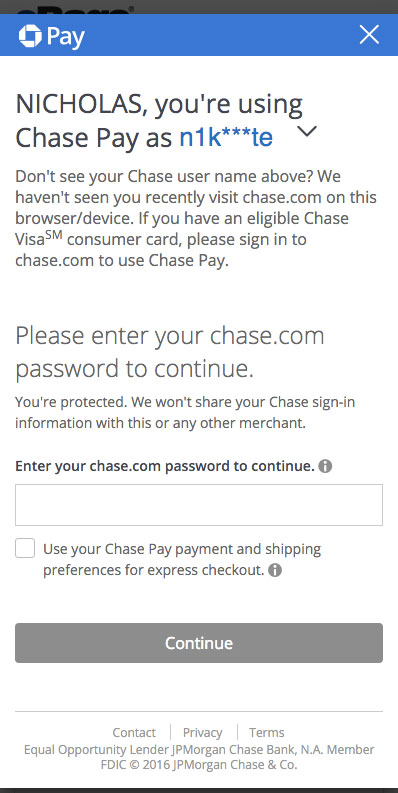 Pay
NICHOLAS, you're using
Chase Pay as n1k***te
Don't see your Chase user name above? We
haven't seen you recently visit chase.com on this
browser/device. If you have an eligible Chase
Visa℠ consumer card, please sign in to
chase.com to use Chase Pay.
Please enter your chase.com
password to continue.
You're protected. We won't share your Chase sign-in
information with this or any other merchant.
Enter your chase.com password to continue.
Use your Chase Pay payment and shipping
preferences for express checkout.
Continue
Contact Privacy Terms
Equal Opportunity Lender JPMorgan Chase Bank, N.A. Member
FDIC © 2016 JPMorgan Chase & Co.